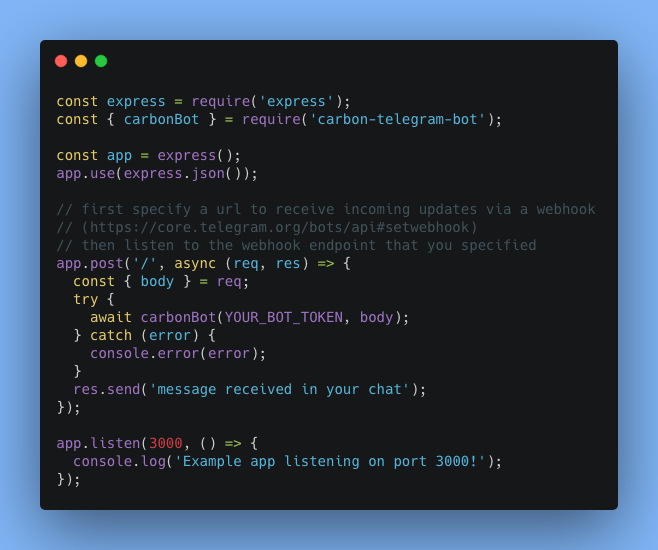 const express = require('express');
const { carbonBot } = require('carbon-telegram-bot');

const app = express();
app.use(express.json());

// first specify a url to receive incoming updates via a webhook
// (https://core.telegram.org/bots/api#setwebhook)
// then listen to the webhook endpoint that you specified
app.post('/', async (req, res) => {
  const { body } = req;
  try {
    await carbonBot(YOUR_BOT_TOKEN, body);
  } catch (error) {
    console.error(error);
  }
  res.send('message received in your chat');
});

app.listen(3000, () => {
  console.log('Example app listening on port 3000!');
});